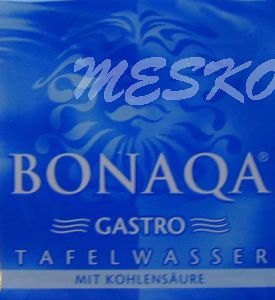 MESKO
BONAQA®
GASTRO
TAFELWASSER
MIT KOHLENSÄURE